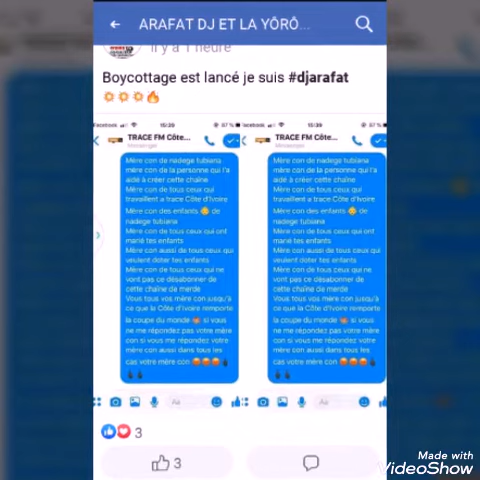 ARAFAT DJ ET LA YÔRÔ...
Il y a 1 heure
Boycottage est lancé je suis #djarafat
💥💥💥🔥
Facebook 15:39 87 %
TRACE FM Côte...
Messenger
Mère con de nadege tubiana
mère con de la personne qui l'a
aidé à créer cette chaîne
Mère con de tous ceux qui
travaillent a trace Côte d'Ivoire
Mère con des enfants de
nadege tubiana
Mère con de tous ceux qui ont
marié tes enfants
Mère con aussi de tous ceux qui
veulent doter tes enfants
Mère con de tous ceux qui ne
vont pas ce désabonner de
cette chaîne de merde
Vous tous vos mère con jusqu'à
ce que la Côte d'Ivoire remporte
la coupe du monde si vous
ne me répondez pas votre mère
con si vous me répondez votre
mère con aussi dans tous les
cas votre mère con
Aa
15:39 87 %
TRACE FM Côte...
Messenger
Mère con de nadege tubiana
mère con de la personne qui l'a
aidé à créer cette chaîne
Mère con de tous ceux qui
travaillent a trace Côte d'Ivoire
Mère con des enfants de
nadege tubiana
Mère con de tous ceux qui ont
marié tes enfants
Mère con aussi de tous ceux qui
veulent doter tes enfants
Mère con de tous ceux qui ne
vont pas ce désabonner de
cette chaîne de merde
Vous tous vos mère con jusqu'à
ce que la Côte d'Ivoire remporte
la coupe du monde si vous
ne me répondez pas votre mère
con si vous me répondez votre
mère con aussi dans tous les
cas votre mère con
Aa
3
3
Made with
VideoShow